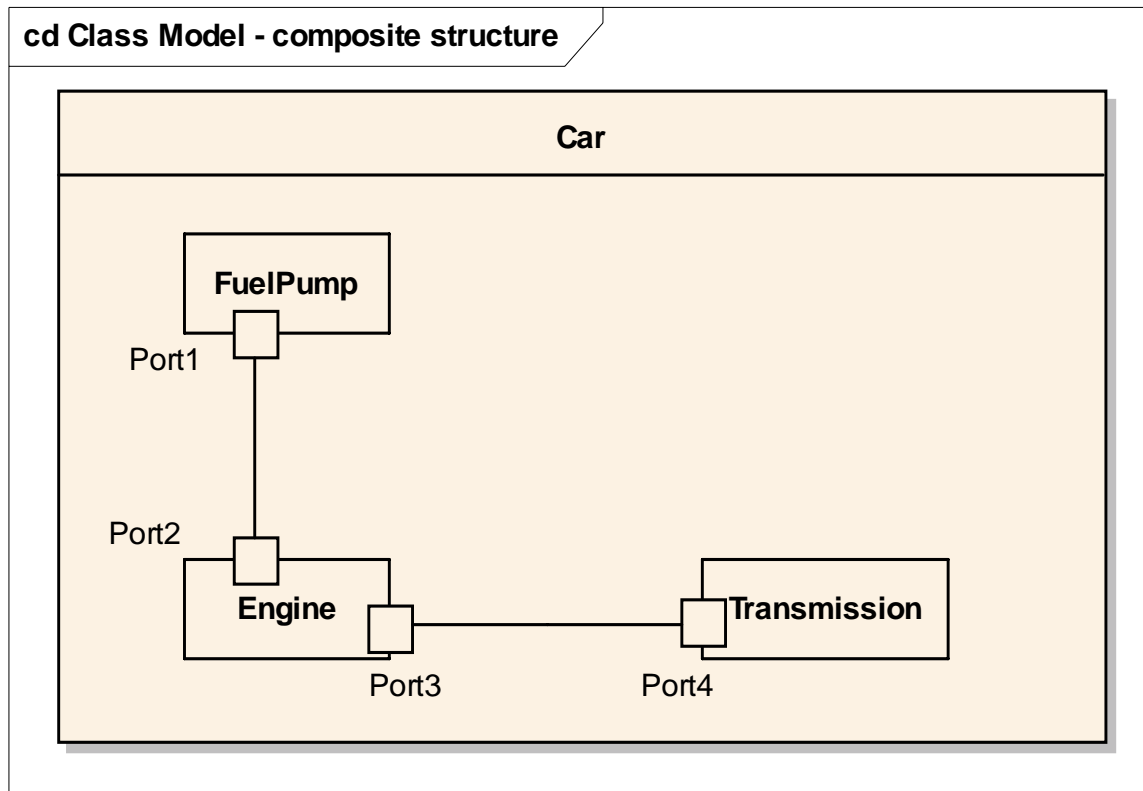 cd Class Model - composite structure
Car
FuelPump
Port1
Port2
Engine
Transmission
Port3
Port4